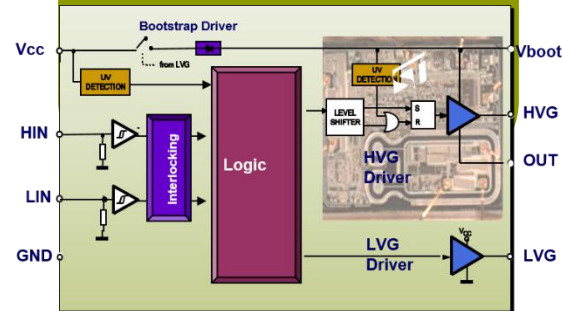 Bootstrap Driver
Vcc
from LVG
Vboot
UV
DETECTION
UV
DETECTION
HIN
LEVEL
SHIFTER
S
R
HVG
Interlocking
Logic
HVG
Driver
OUT
LIN
GND
LVG
Driver
Vcc
LVG